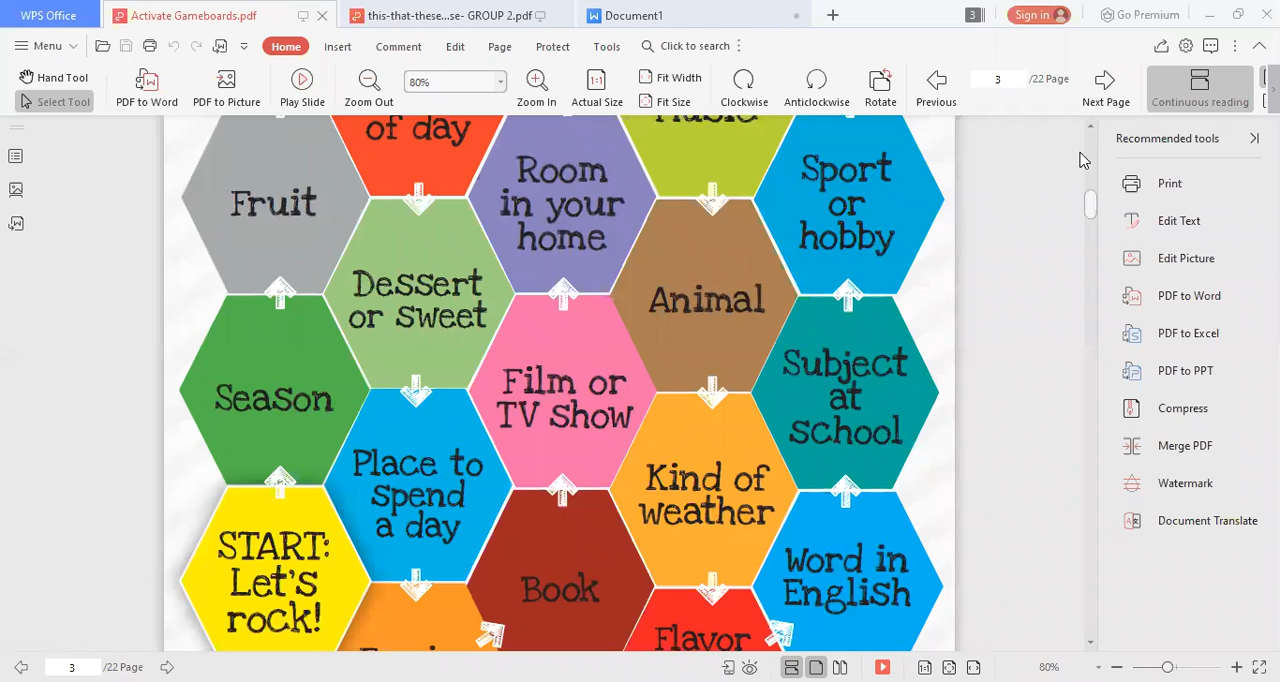 WPS Office
Activate Gameboards.pdf
this-that-these...se- GROUP 2.pdf
Document1
3
Sign in
Go Premium
Menu
Home
Insert
Comment
Edit
Page
Protect
Tools
Click to search
Hand Tool
Select Tool
PDF to Word
PDF to Picture
Play Slide
Zoom Out
80%
Zoom In
1:1
Actual Size
Fit Width
Fit Size
Clockwise
Anticlockwise
Rotate
Previous
3 /22 Page
Next Page
Continuous reading
Fruit
of day
Room
in your
home
Music
Sport
or
hobby
Dessert
or sweet
Animal
Season
Film or
TV show
Subject
at
school
Place to
spend
a day
Kind of
weather
START:
Let's
rock!
Book
Word in
English
Flavor
Recommended tools
Print
Edit Text
Edit Picture
PDF to Word
PDF to Excel
PDF to PPT
Compress
Merge PDF
Watermark
Document Translate
3 /22 Page
80%